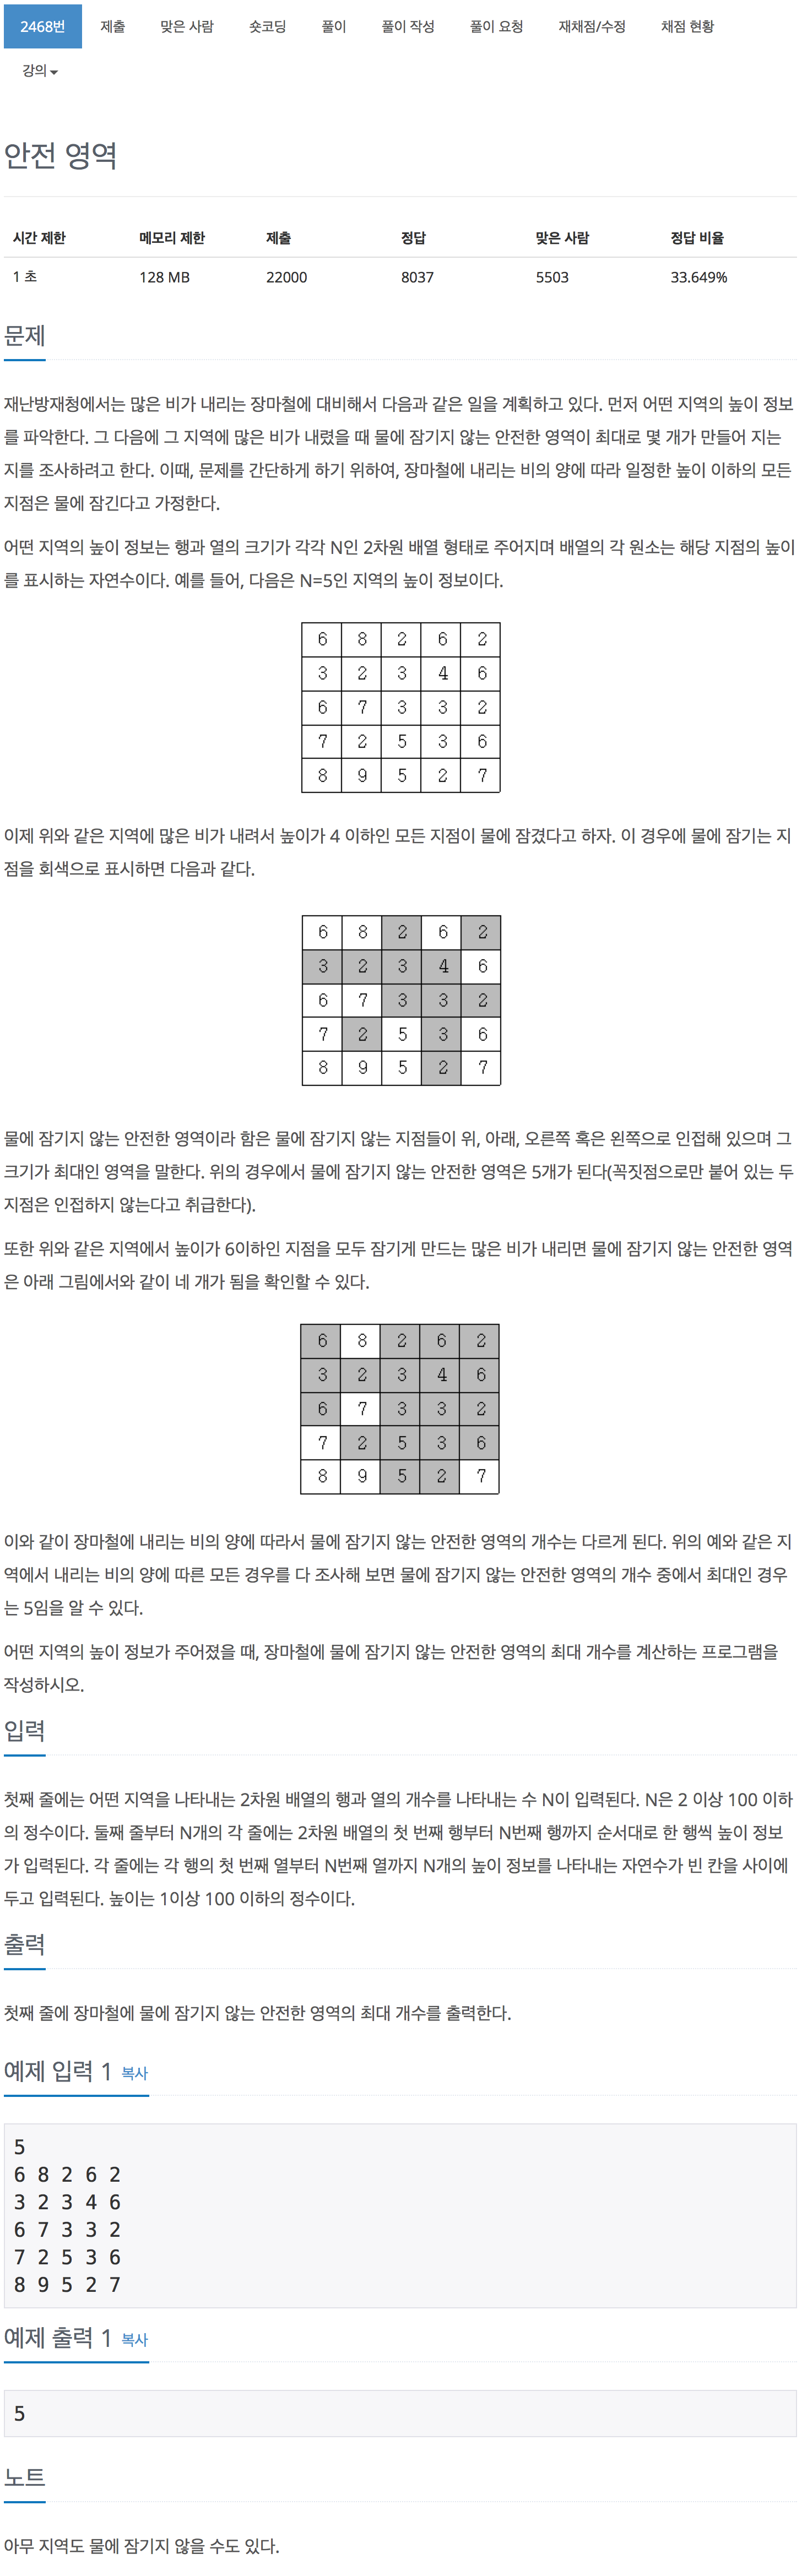 2468번 제출 맞은 사람 숏코딩 풀이 풀이 작성 풀이 요청 재채점/수정 채점 현황
강의
안전 영역
시간 제한 메모리 제한 제출 정답 맞은 사람 정답 비율
1 초 128 MB 22000 8037 5503 33.649%
문제
재난방재청에서는 많은 비가 내리는 장마철에 대비해서 다음과 같은 일을 계획하고 있다. 먼저 어떤 지역의 높이 정보
를 파악한다. 그 다음에 그 지역에 많은 비가 내렸을 때 물에 잠기지 않는 안전한 영역이 최대로 몇 개가 만들어 지는
지를 조사하려고 한다. 이때, 문제를 간단하게 하기 위하여, 장마철에 내리는 비의 양에 따라 일정한 높이 이하의 모든
지점은 물에 잠긴다고 가정한다.
어떤 지역의 높이 정보는 행과 열의 크기가 각각 N인 2차원 배열 형태로 주어지며 배열의 각 원소는 해당 지점의 높이
를 표시하는 자연수이다. 예를 들어, 다음은 N=5인 지역의 높이 정보이다.
6 8 2 6 2
3 2 3 4 6
6 7 3 3 2
7 2 5 3 6
8 9 5 2 7
이제 위와 같은 지역에 많은 비가 내려서 높이가 4 이하인 모든 지점이 물에 잠겼다고 하자. 이 경우에 물에 잠기는 지
점을 회색으로 표시하면 다음과 같다.
6 8 2 6 2
3 2 3 4 6
6 7 3 3 2
7 2 5 3 6
8 9 5 2 7
물에 잠기지 않는 안전한 영역이라 함은 물에 잠기지 않는 지점들이 위, 아래, 오른쪽 혹은 왼쪽으로 인접해 있으며 그
크기가 최대인 영역을 말한다. 위의 경우에서 물에 잠기지 않는 안전한 영역은 5개가 된다(꼭짓점으로만 붙어 있는 두
지점은 인접하지 않는다고 취급한다).
또한 위와 같은 지역에서 높이가 6이하인 지점을 모두 잠기게 만드는 많은 비가 내리면 물에 잠기지 않는 안전한 영역
은 아래 그림에서와 같이 네 개가 됨을 확인할 수 있다.
6 8 2 6 2
3 2 3 4 6
6 7 3 3 2
7 2 5 3 6
8 9 5 2 7
이와 같이 장마철에 내리는 비의 양에 따라서 물에 잠기지 않는 안전한 영역의 개수는 다르게 된다. 위의 예와 같은 지
역에서 내리는 비의 양에 따른 모든 경우를 다 조사해 보면 물에 잠기지 않는 안전한 영역의 개수 중에서 최대인 경우
는 5임을 알 수 있다.
어떤 지역의 높이 정보가 주어졌을 때, 장마철에 물에 잠기지 않는 안전한 영역의 최대 개수를 계산하는 프로그램을
작성하시오.
입력
첫째 줄에는 어떤 지역을 나타내는 2차원 배열의 행과 열의 개수를 나타내는 수 N이 입력된다. N은 2 이상 100 이하
의 정수이다. 둘째 줄부터 N개의 각 줄에는 2차원 배열의 첫 번째 행부터 N번째 행까지 순서대로 한 행씩 높이 정보
가 입력된다. 각 줄에는 각 행의 첫 번째 열부터 N번째 열까지 N개의 높이 정보를 나타내는 자연수가 빈 칸을 사이에
두고 입력된다. 높이는 1이상 100 이하의 정수이다.
출력
첫째 줄에 장마철에 물에 잠기지 않는 안전한 영역의 최대 개수를 출력한다.
예제 입력 1 복사
5
6 8 2 6 2
3 2 3 4 6
6 7 3 3 2
7 2 5 3 6
8 9 5 2 7
예제 출력 1 복사
5
노트
아무 지역도 물에 잠기지 않을 수도 있다.